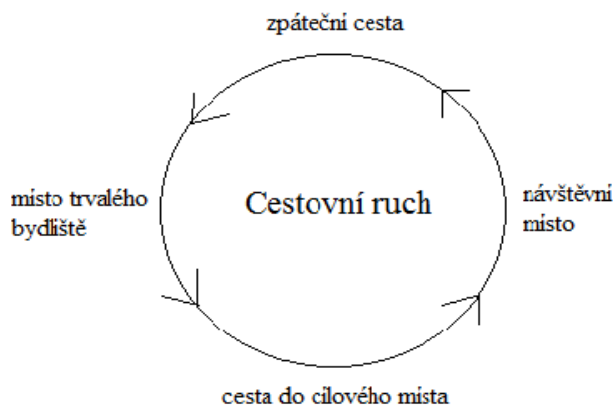 zpáteční cesta
místo trvalého
bydliště
Cestovní ruch
návštěvní
místo
cesta do cílového místa